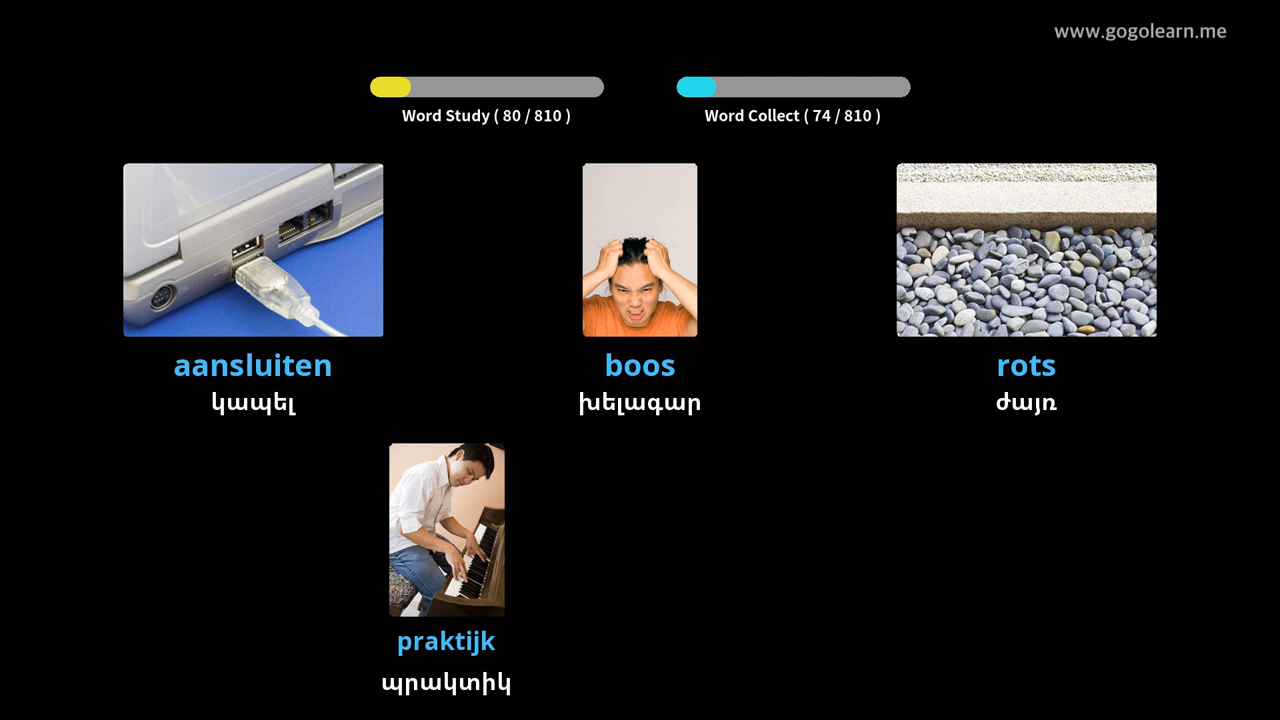 www.gogolearn.me
Word Study ( 80 / 810 )
Word Collect ( 74 / 810 )
aansluiten
boos
rots
կապել
խելագար
ժայռ
praktijk
պրակտիկ